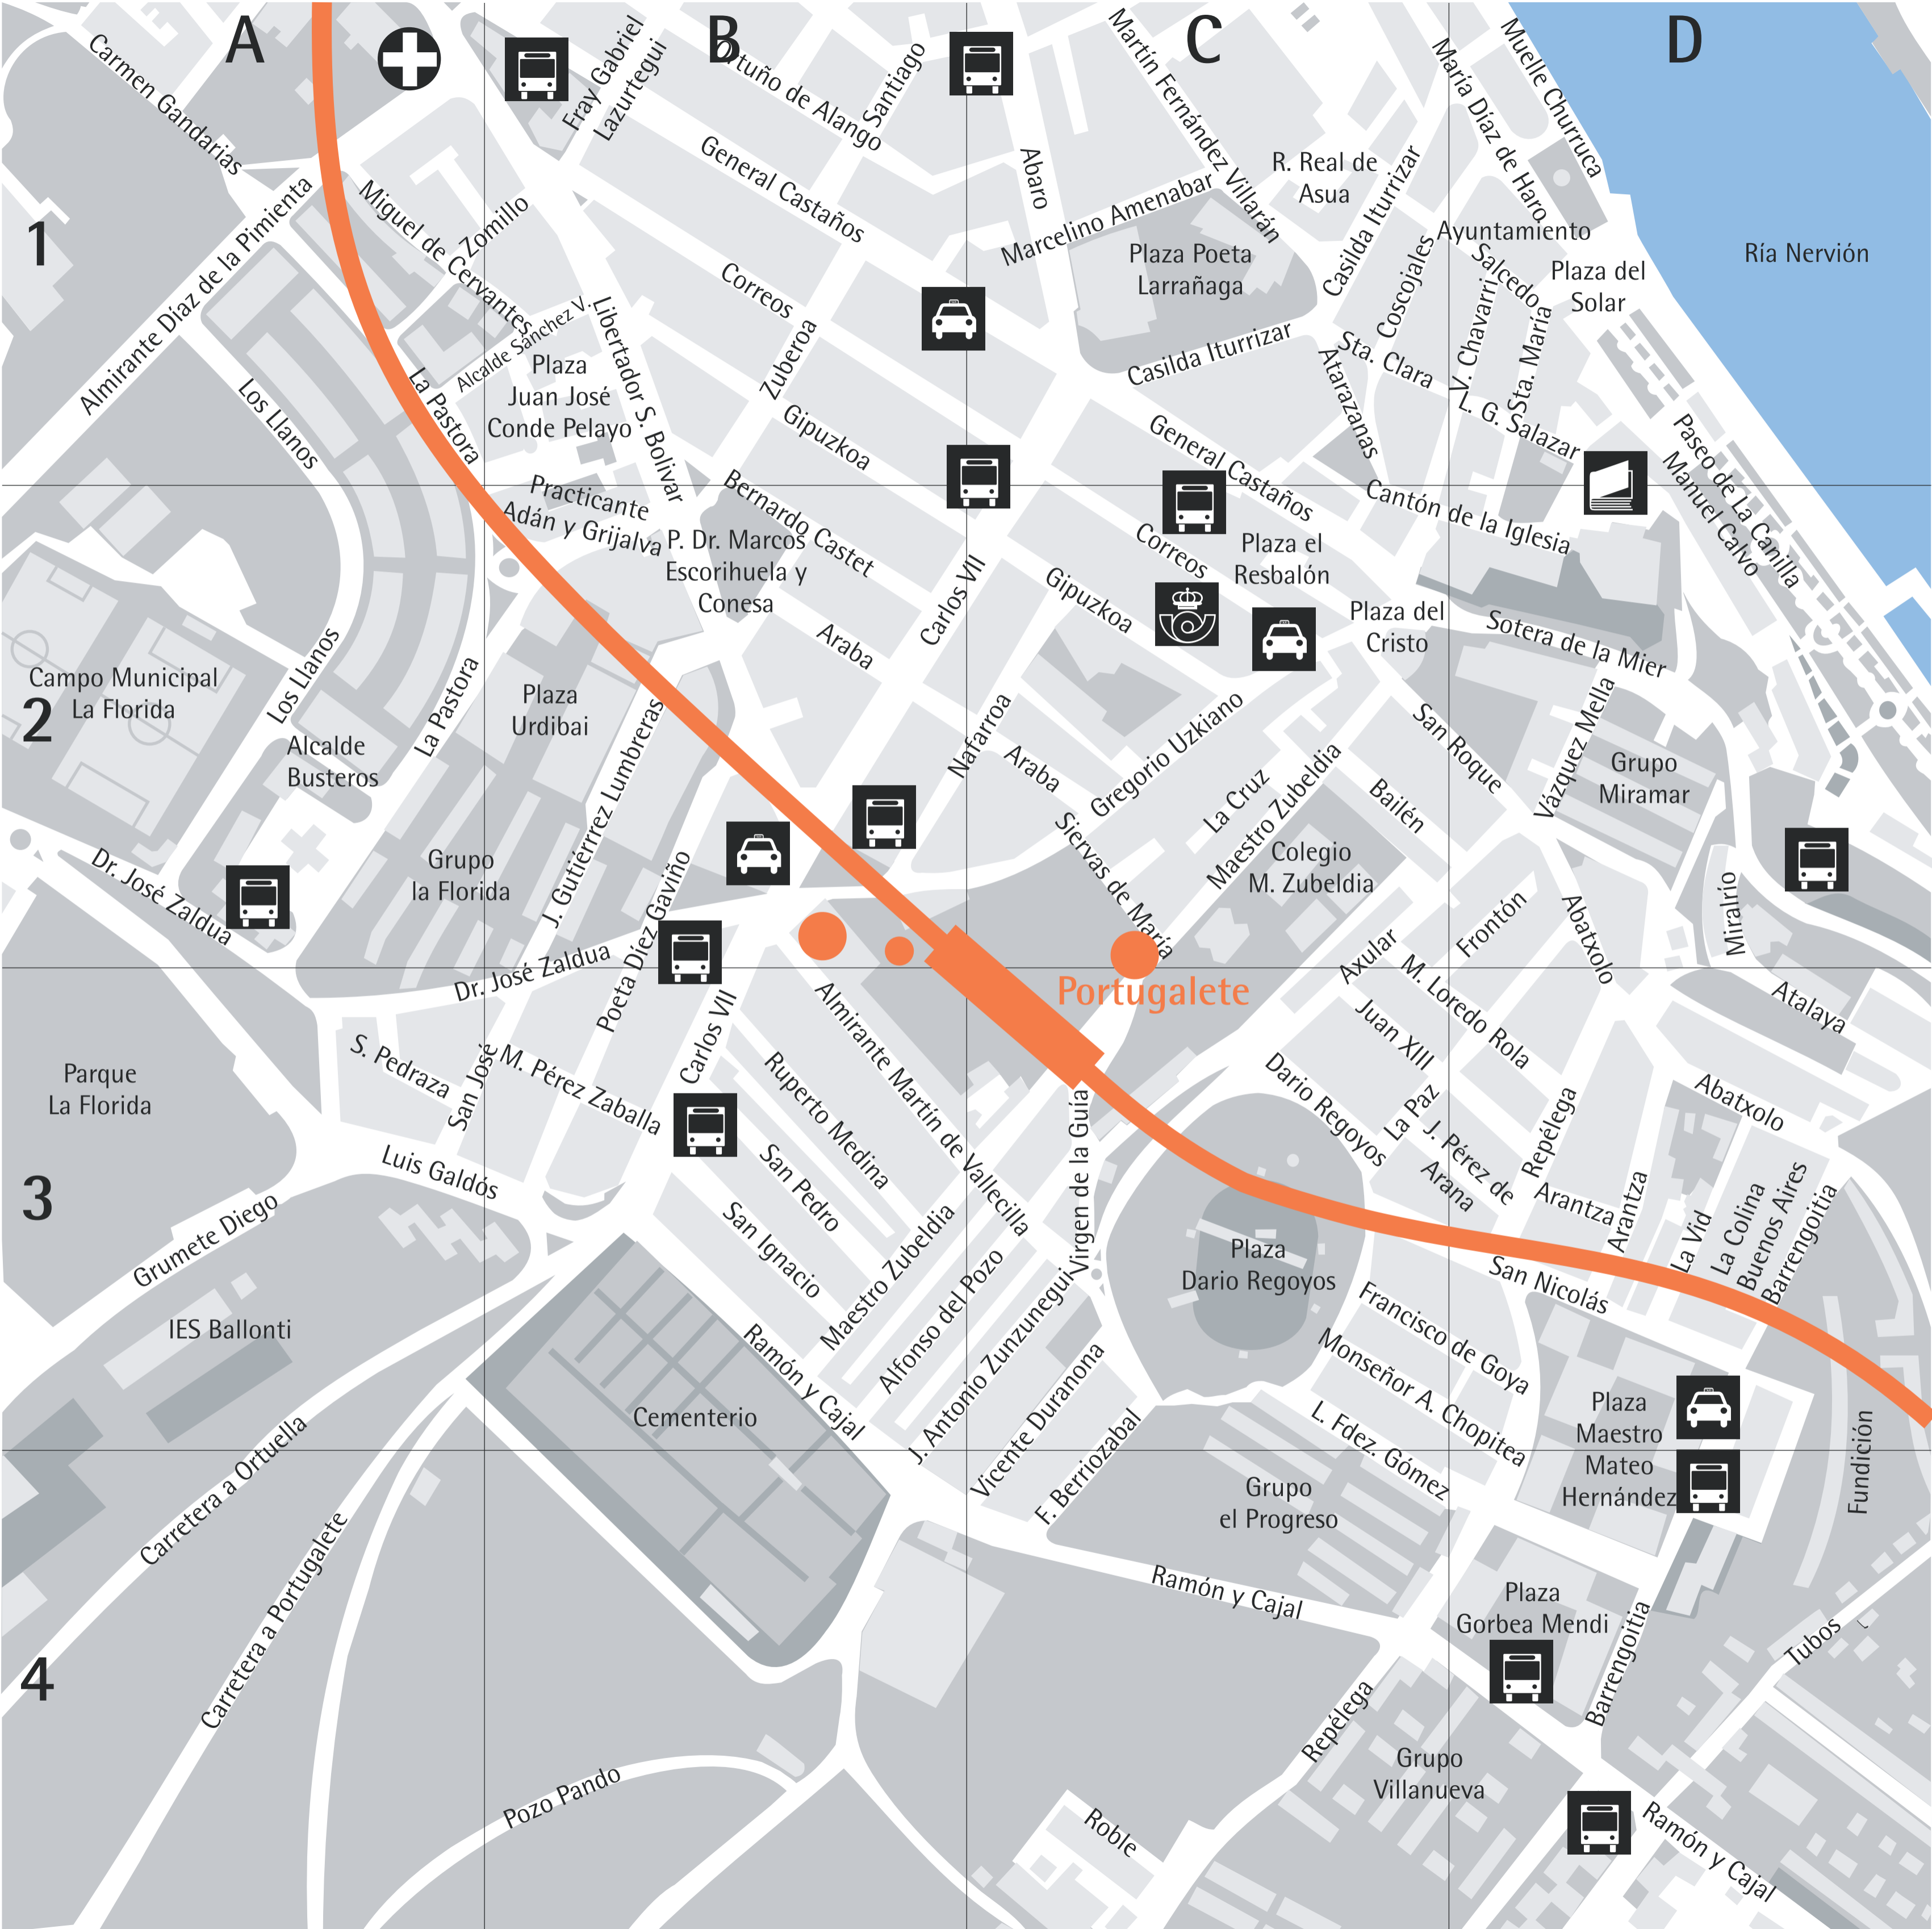 A
B
C
D
1
2
3
4
Carmen Gandarias
Fray Gabriel
Lazurtegui
Ortuño de Alango
Santiago
Abaro
Martín Fernández Villarán
María Díaz de Haro
Muelle Churruca
General Castaños
R. Real de
Asua
Casilda Iturrizar
Marcelino Amenabar
Almirante Diaz de la Pimienta
Miguel de Cervantes
Zomillo
Plaza Poeta
Larrañaga
Ayuntamiento
Coscojales
Salcedo
Plaza del
Solar
Ría Nervión
Correos
Alcalde Sánchez V.
Libertador S. Bolivar
Zuberoa
V. Chavarri
Sta. María
Sta. Clara
Casilda Iturrizar
Atarazanas
Plaza
Juan José
Conde Pelayo
La Pastora
Los Llanos
Gipuzkoa
L. G. Salazar
General Castaños
Paseo de La Canilla
Manuel Calvo
Practicante
Adán y Grijalva
Bernardo Castet
Cantón de la Iglesia
P. Dr. Marcos
Escorihuela y
Conesa
Correos
Plaza el
Resbalón
Carlos VII
Gipuzkoa
Plaza del
Cristo
Araba
Sotera de la Mier
Campo Municipal
La Florida
Los Llanos
La Pastora
Plaza
Urdibai
J. Gutiérrez Lumbreras
Nafarroa
Araba
Gregorio Uzkiano
San Roque
Vázquez Mella
Alcalde
Busteros
Grupo
Miramar
La Cruz
Maestro Zubeldia
Bailén
Siervas de María
Colegio
M. Zubeldia
Dr. José Zaldua
Grupo
la Florida
Poeta Díez Gaviño
Miralrío
Frontón
Abatxolo
Axular
Dr. José Zaldua
Portugalete
M. Loredo Rola
Atalaya
Carlos VII
Almirante Martín de Vallecilla
Juan XIII
S. Pedraza
San José
M. Pérez Zaballa
Ruperto Medina
Parque
La Florida
Dario Regoyos
La Paz
J. Pérez de
Arana
Repélega
Abatxolo
Virgen de la Guía
San Pedro
Luis Galdós
Arantza
Arantza
La Vid
La Colina
Buenos Aires
Barrengoitia
San Ignacio
Grumete Diego
Maestro Zubeldia
Alfonso del Pozo
Plaza
Dario Regoyos
San Nicolás
J. Antonio Zunzunegui
IES Ballonti
Francisco de Goya
Monseñor A. Chopitea
Ramón y Cajal
Vicente Duranona
Cementerio
L. Fdez. Gómez
Plaza
Maestro
Mateo
Hernández
Fundición
F. Berriozabal
Carretera a Ortuella
Carretera a Portugalete
Grupo
el Progreso
Ramón y Cajal
Plaza
Gorbea Mendi
Barrengoitia
Tubos
Repélega
Grupo
Villanueva
Pozo Pando
Roble
Ramón y Cajal